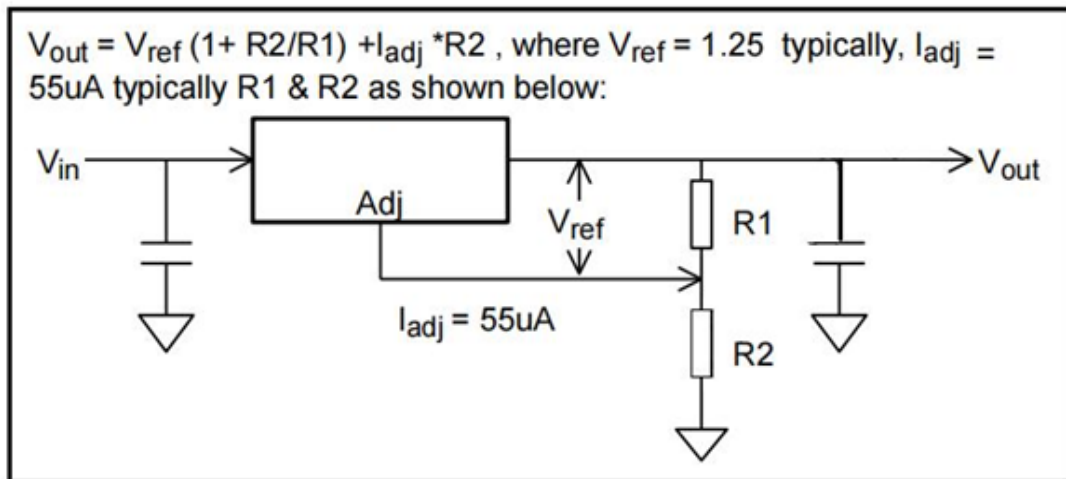 Vout = Vref (1+ R2/R1) +Iadj *R2 , where Vref = 1.25 typically, Iadj =
55uA typically R1 & R2 as shown below:
Vin
Adj
Vref
R1
Vout
Iadj = 55uA
R2